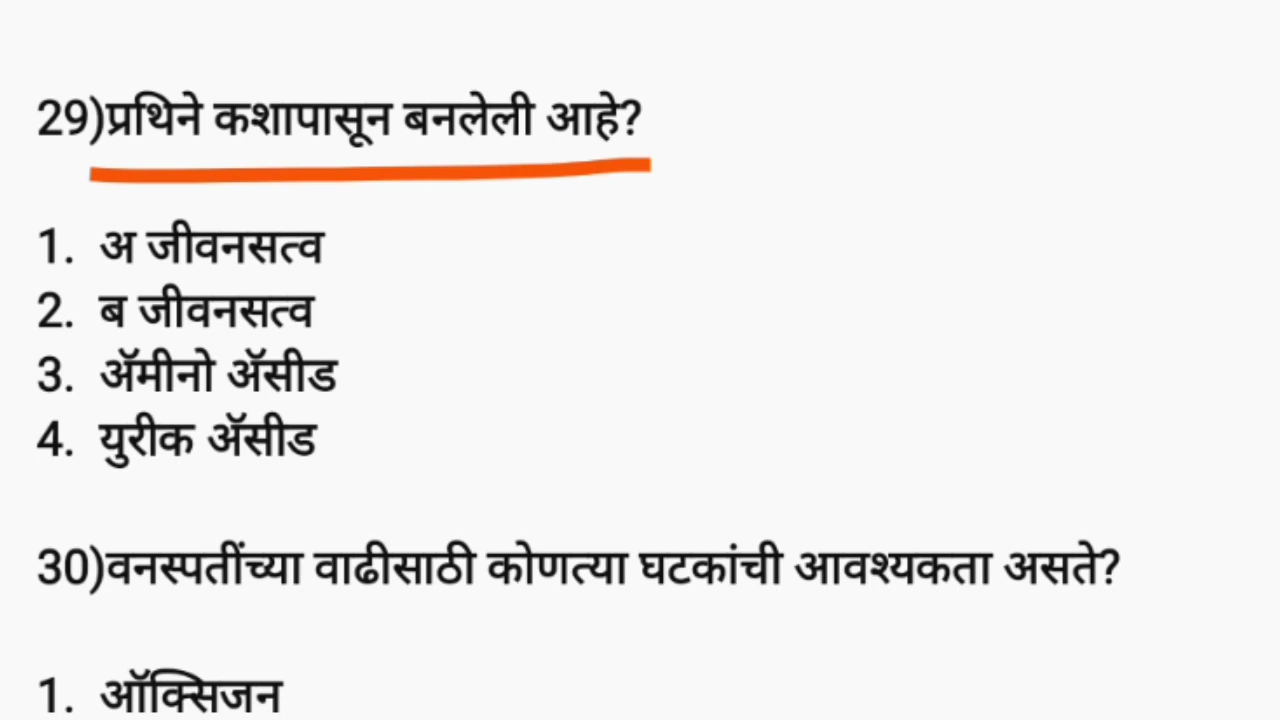 29)प्रथिने कशापासून बनलेली आहे?
1. अ जीवनसत्व
2. ब जीवनसत्व
3. ॲमीनो ॲसीड
4. युरीक ॲसीड
30)वनस्पतींच्या वाढीसाठी कोणत्या घटकांची आवश्यकता असते?
1. ऑक्सिजन